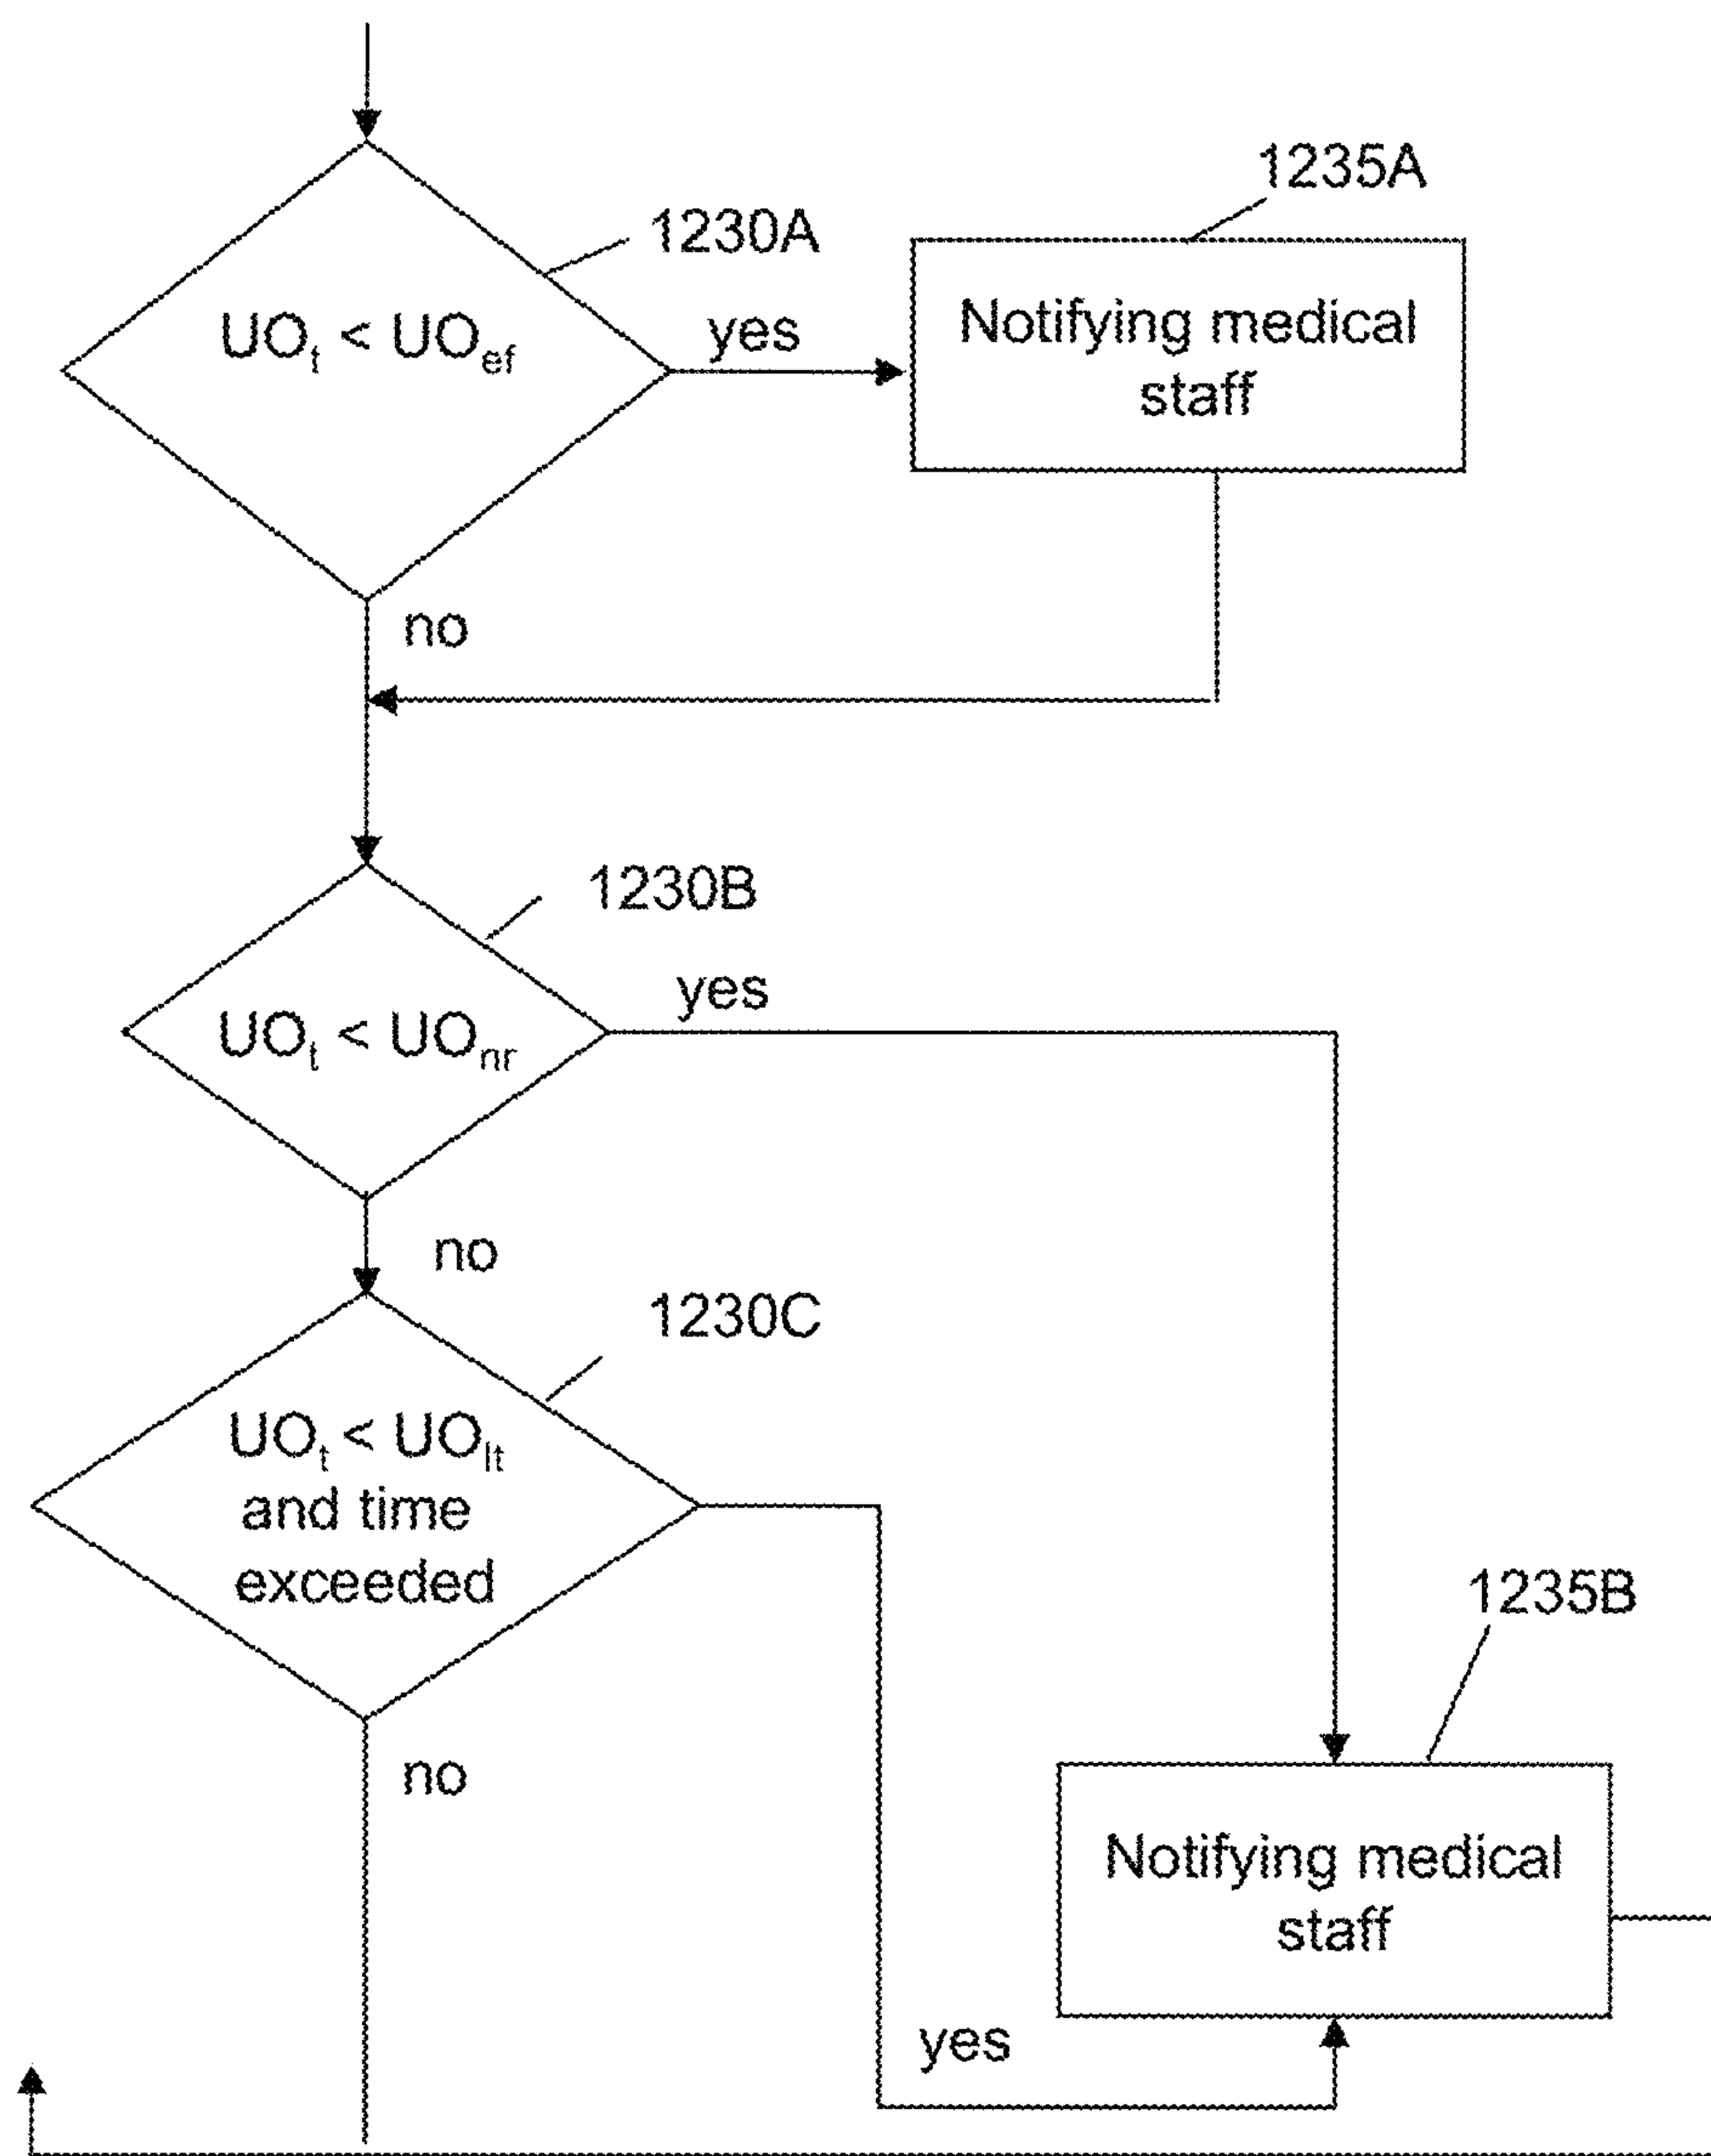 1235A
1230A
UOₜ < UOef
yes
Notifying medical
staff
no
1230B
yes
UOₜ < UOnr
no
1230C
UOₜ < UOlt
and time
exceeded
1235B
no
Notifying medical
staff
yes